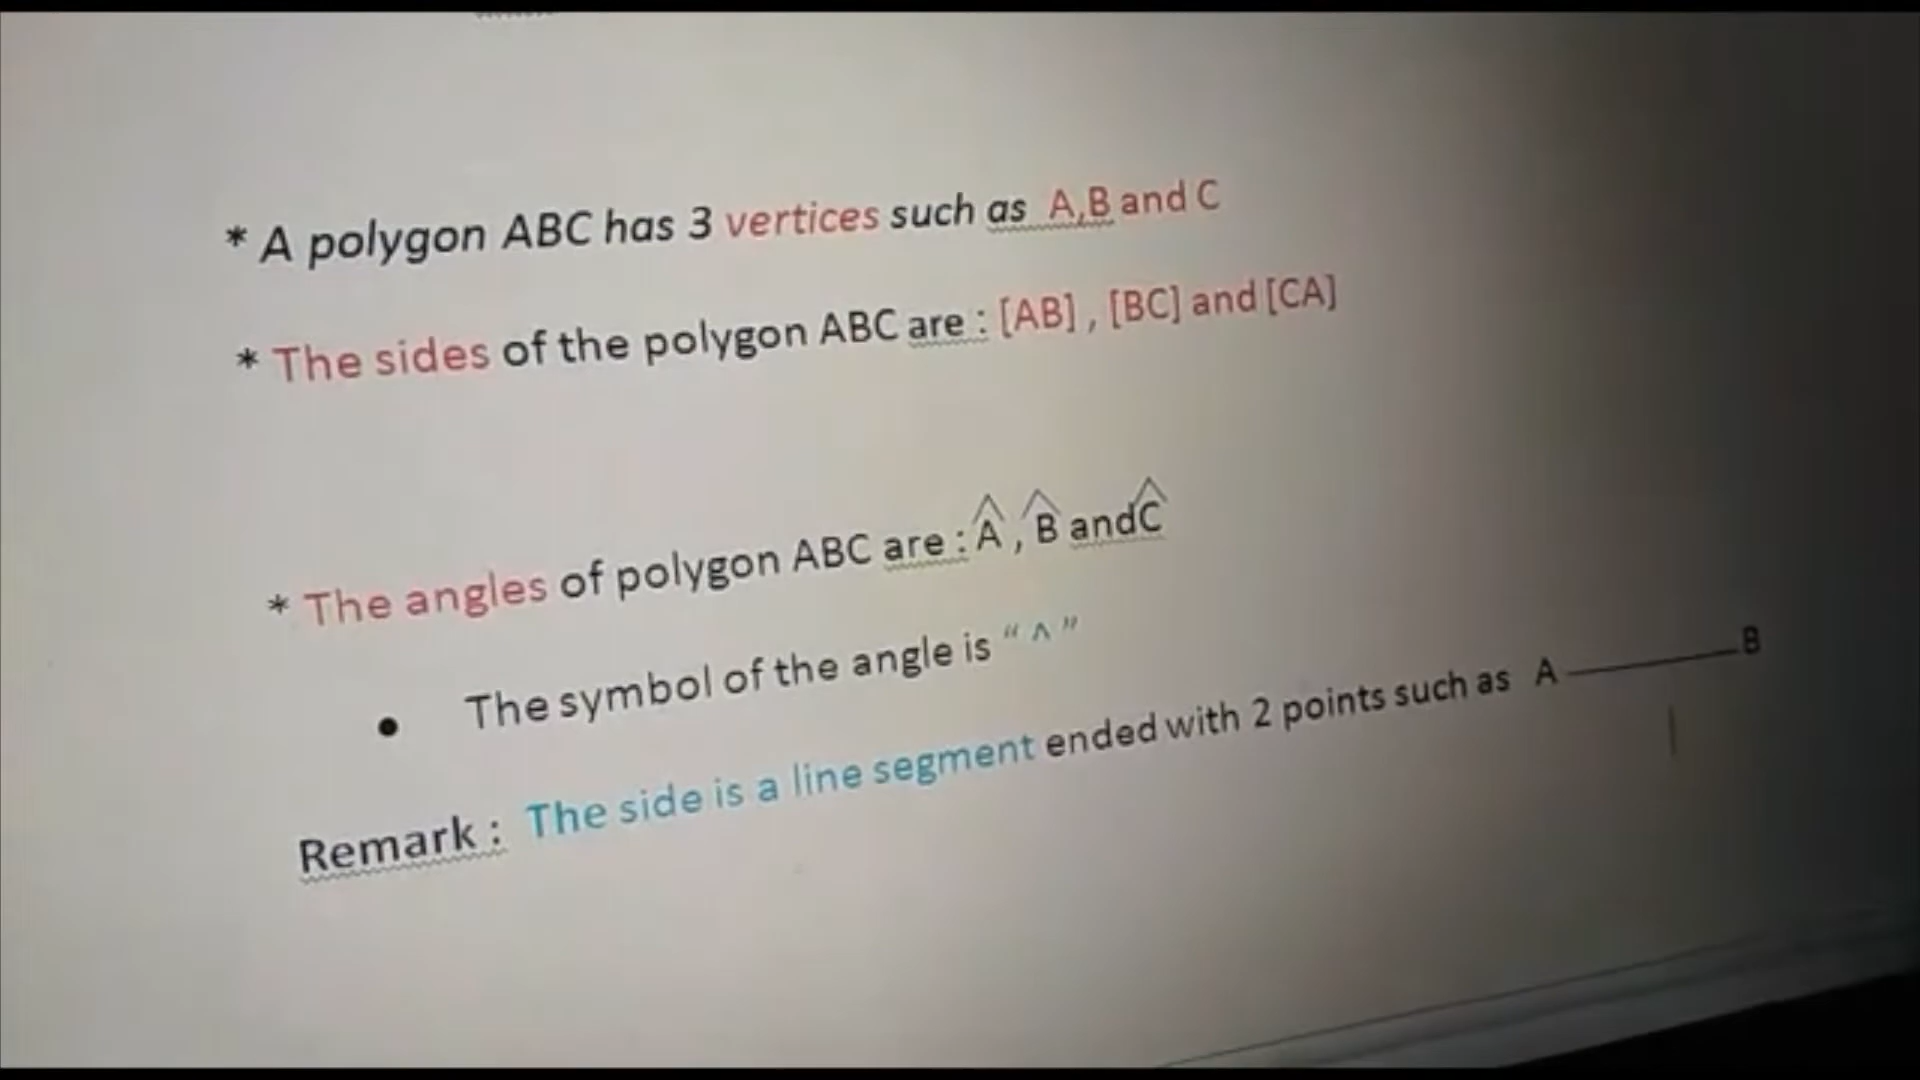 * A polygon ABC has 3 vertices such as A,B and C
* The sides of the polygon ABC are : [AB] , [BC] and [CA]
* The angles of polygon ABC are : Â , B̂ andĈ
• The symbol of the angle is “ ^ ”
Remark : The side is a line segment ended with 2 points such as A B